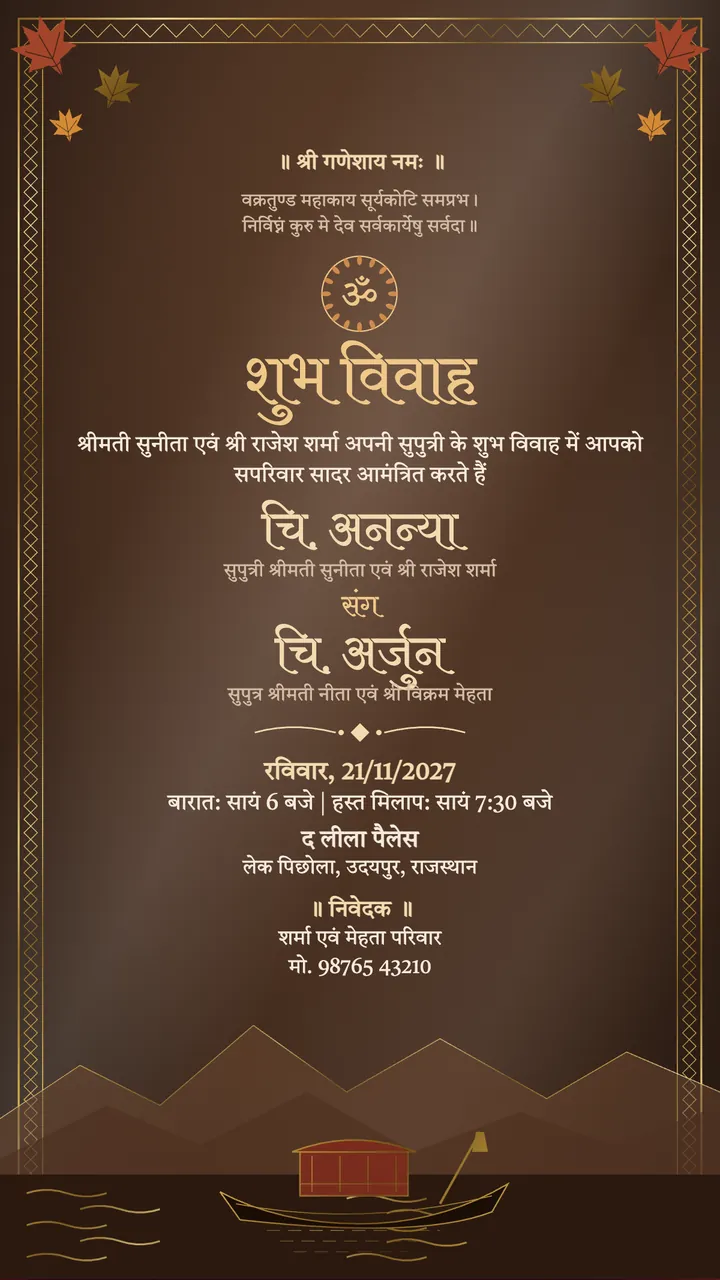 ॥ श्री गणेशाय नमः ॥
वक्रतुण्ड महाकाय सूर्यकोटि समप्रभ।
निर्विघ्नं कुरु मे देव सर्वकार्येषु सर्वदा॥
ॐ
शुभ विवाह
श्रीमती सुनीता एवं श्री राजेश शर्मा अपनी सुपुत्री के शुभ विवाह में आपको
सपरिवार सादर आमंत्रित करते हैं
चि. अनन्या
सुपुत्री श्रीमती सुनीता एवं श्री राजेश शर्मा
संग
चि. अर्जुन
सुपुत्र श्रीमती नीता एवं श्री विक्रम मेहता
रविवार, 21/11/2027
बारात: सायं 6 बजे | हस्त मिलाप: सायं 7:30 बजे
द लीला पैलेस
लेक पिछोला, उदयपुर, राजस्थान
॥ निवेदक ॥
शर्मा एवं मेहता परिवार
मो. 98765 43210